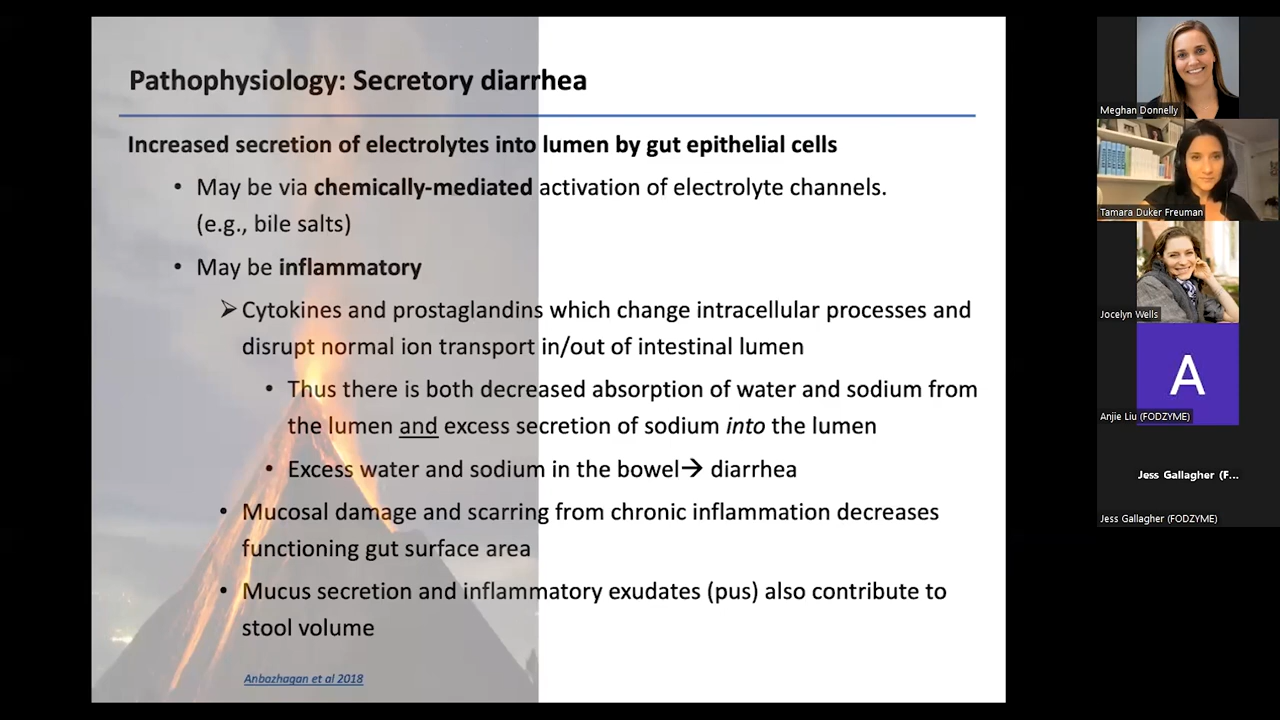 Pathophysiology: Secretory diarrhea
Increased secretion of electrolytes into lumen by gut epithelial cells
• May be via chemically-mediated activation of electrolyte channels.
(e.g., bile salts)
• May be inflammatory
➢ Cytokines and prostaglandins which change intracellular processes and
disrupt normal ion transport in/out of intestinal lumen
• Thus there is both decreased absorption of water and sodium from
the lumen and excess secretion of sodium into the lumen
• Excess water and sodium in the bowel→ diarrhea
• Mucosal damage and scarring from chronic inflammation decreases
functioning gut surface area
• Mucus secretion and inflammatory exudates (pus) also contribute to
stool volume
Anbazhagan et al 2018
Meghan Donnelly
Tamara Duker Freuman
Jocelyn Wells
A
Anjie Liu (FODZYME)
Jess Gallagher (F...
Jess Gallagher (FODZYME)